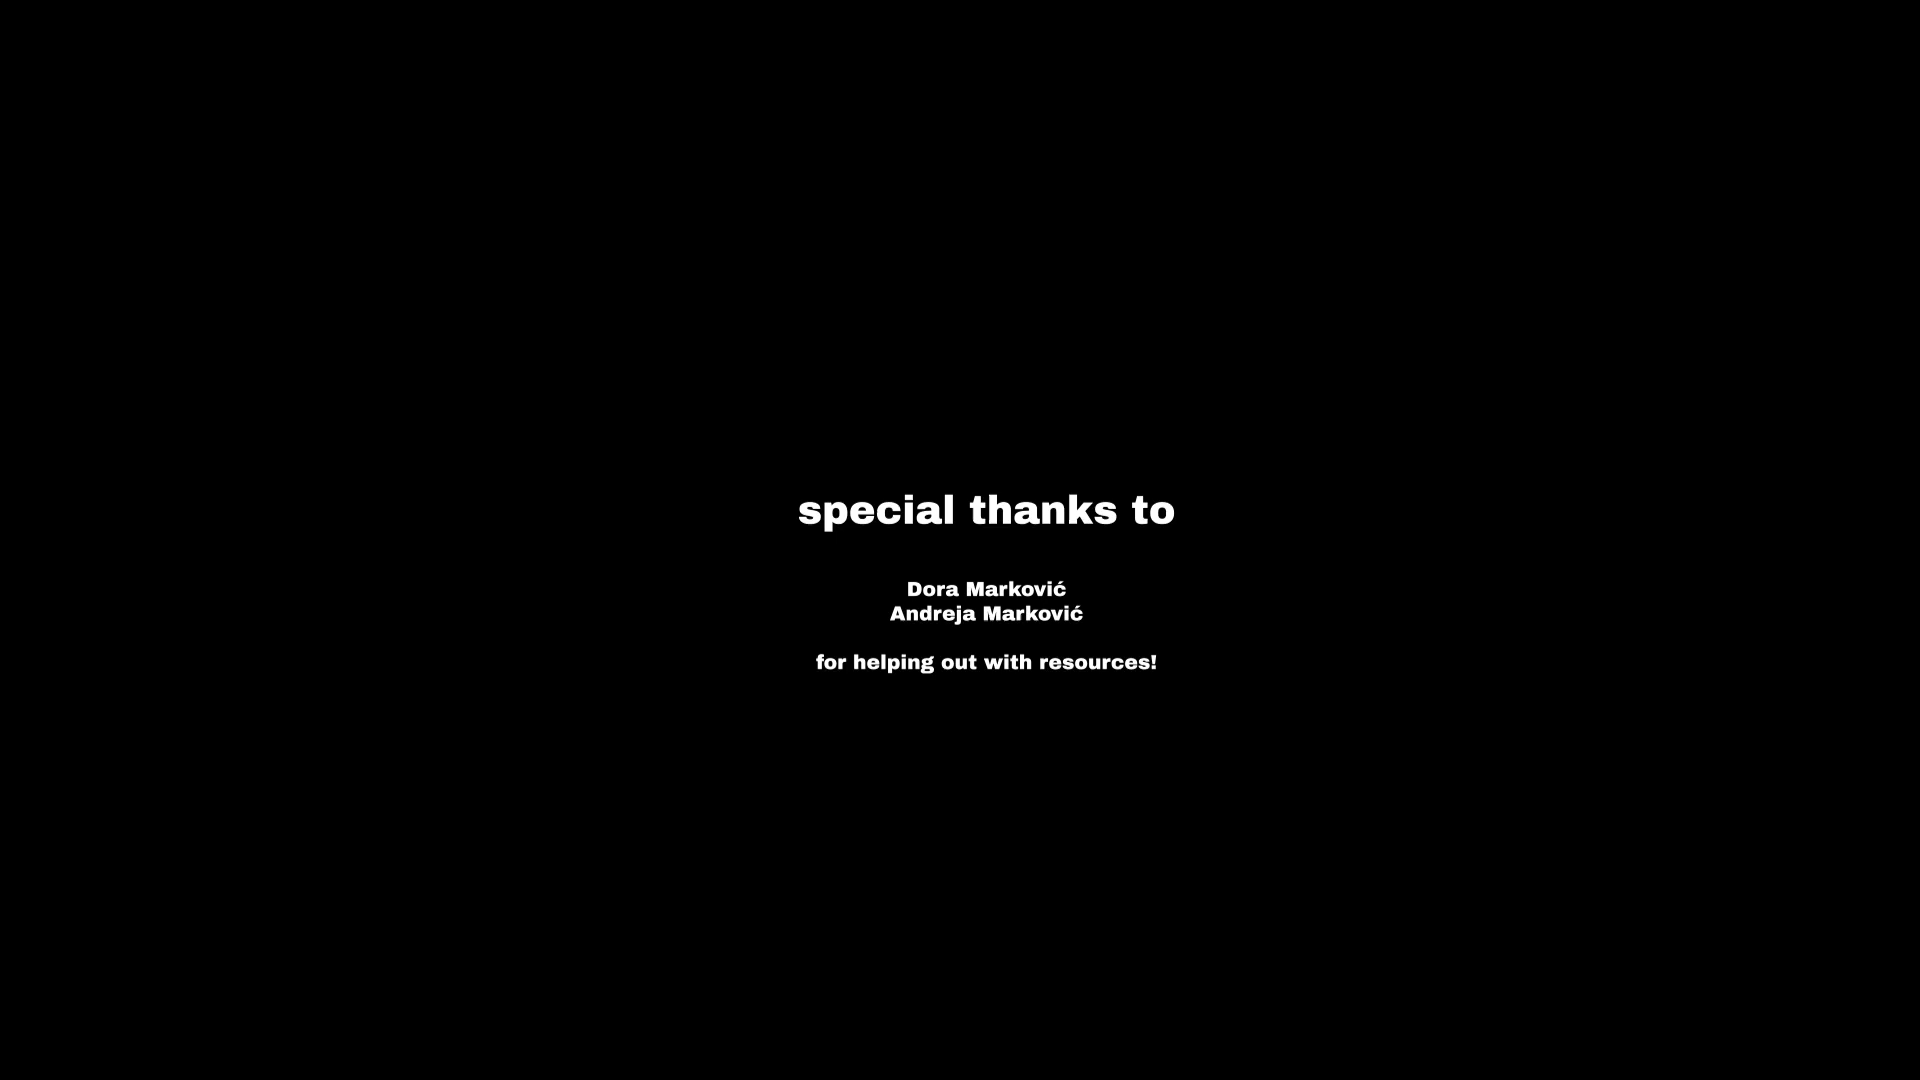 special thanks to
Dora Marković
Andreja Marković
for helping out with resources!